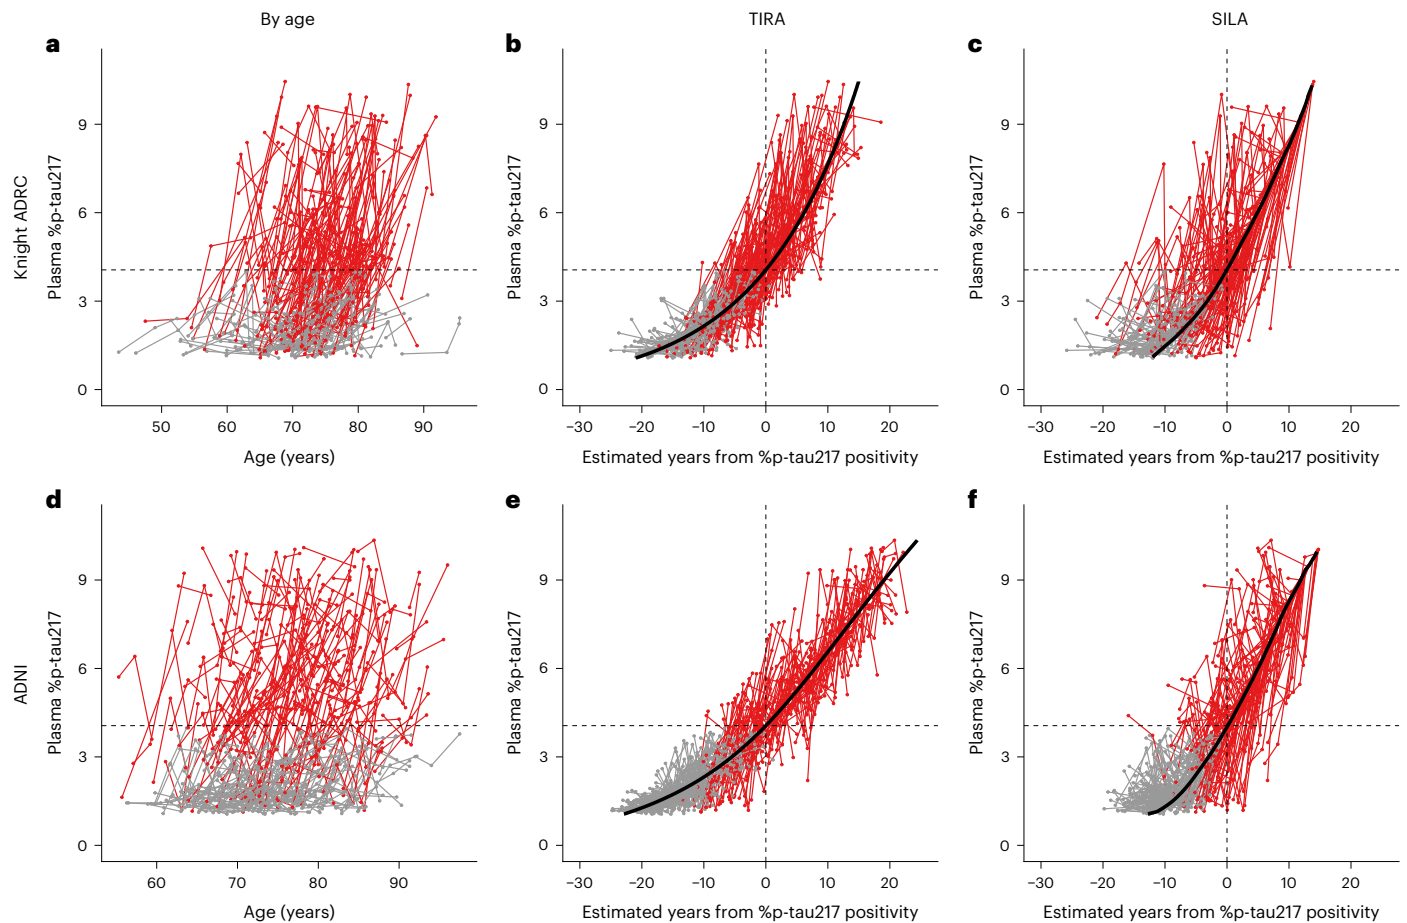 By age
TIRA
SILA
a
b
c
Knight ADRC
Plasma %p-tau217
9
6
3
0
50 60 70 80 90
Age (years)
Plasma %p-tau217
9
6
3
0
−30 −20 −10 0 10 20
Estimated years from %p-tau217 positivity
Plasma %p-tau217
9
6
3
0
−30 −20 −10 0 10 20
Estimated years from %p-tau217 positivity
d
e
f
ADNI
Plasma %p-tau217
9
6
3
0
60 70 80 90
Age (years)
Plasma %p-tau217
9
6
3
0
−30 −20 −10 0 10 20
Estimated years from %p-tau217 positivity
Plasma %p-tau217
9
6
3
0
−30 −20 −10 0 10 20
Estimated years from %p-tau217 positivity